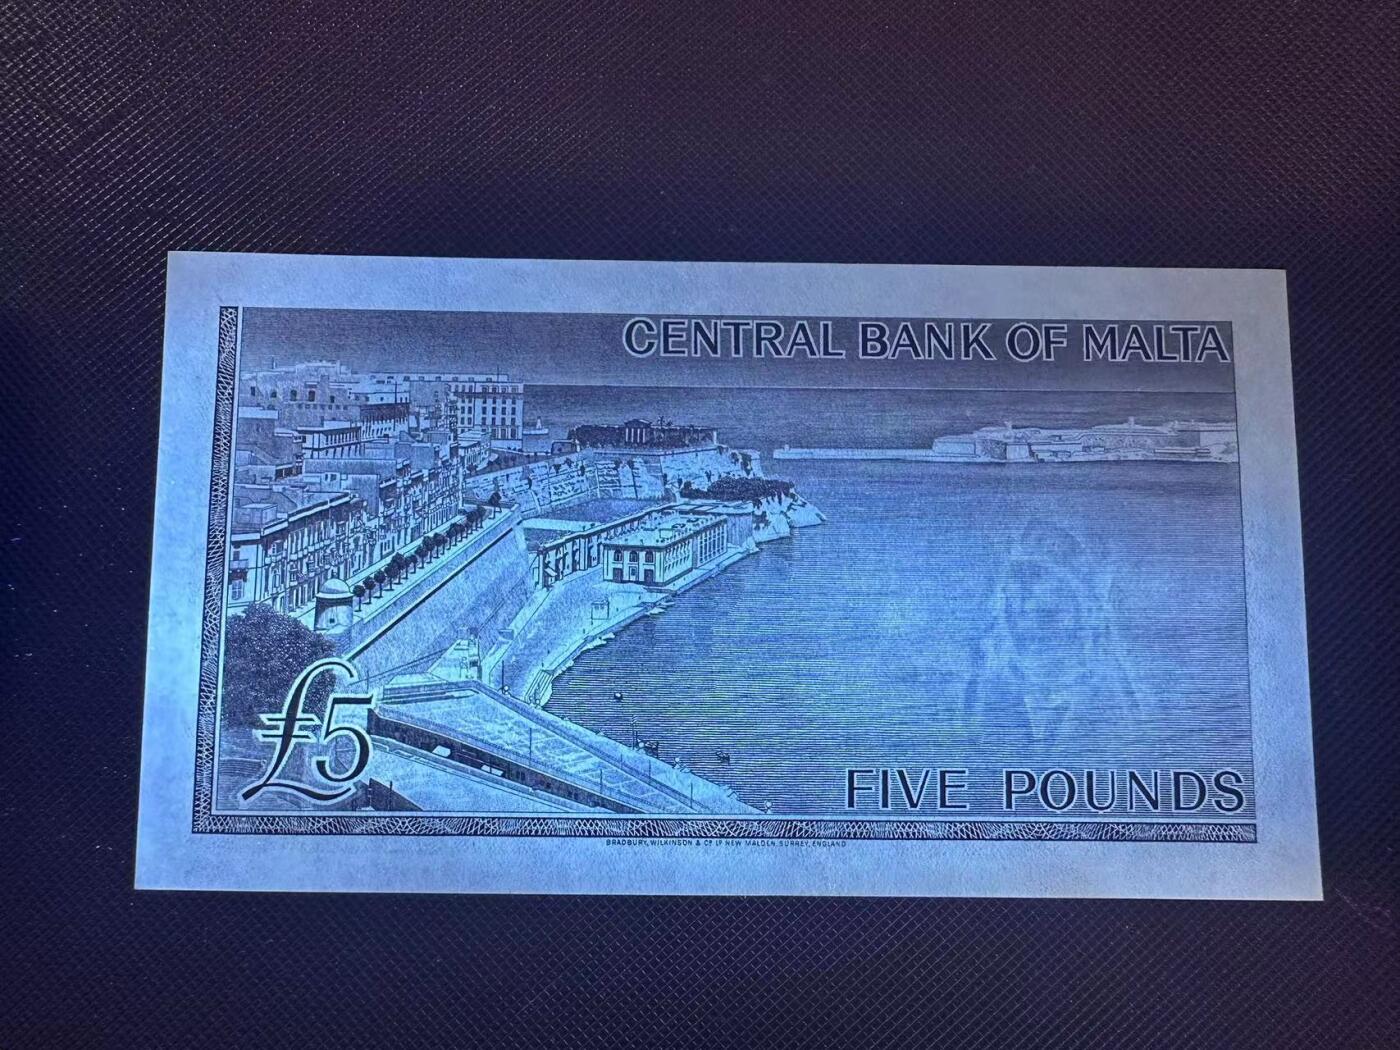 CENTRAL BANK OF MALTA
£5
FIVE POUNDS
BRADBURY, WILKINSON & Cº Lᴰ NEW MALDEN, SURREY, ENGLAND